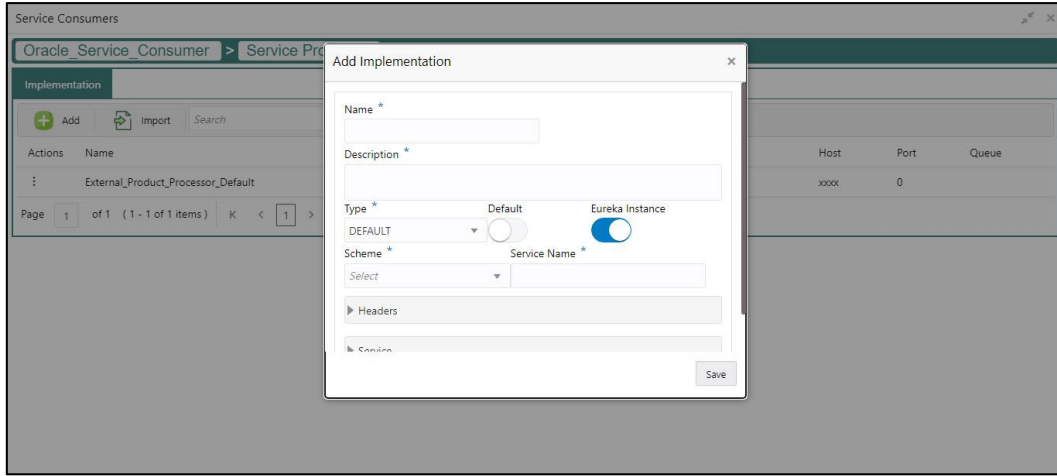 Service Consumers
Oracle_Service_Consumer > Service Pro
Implementation
Add Import Search
Actions Name Host Port Queue
External_Product_Processor_Default xxxx 0
Page 1 of 1 (1 - 1 of 1 items) K < 1 >
Add Implementation ×
Name *
Description *
Type * Default Eureka Instance
DEFAULT
Scheme * Service Name *
Select
Headers
Service
Save